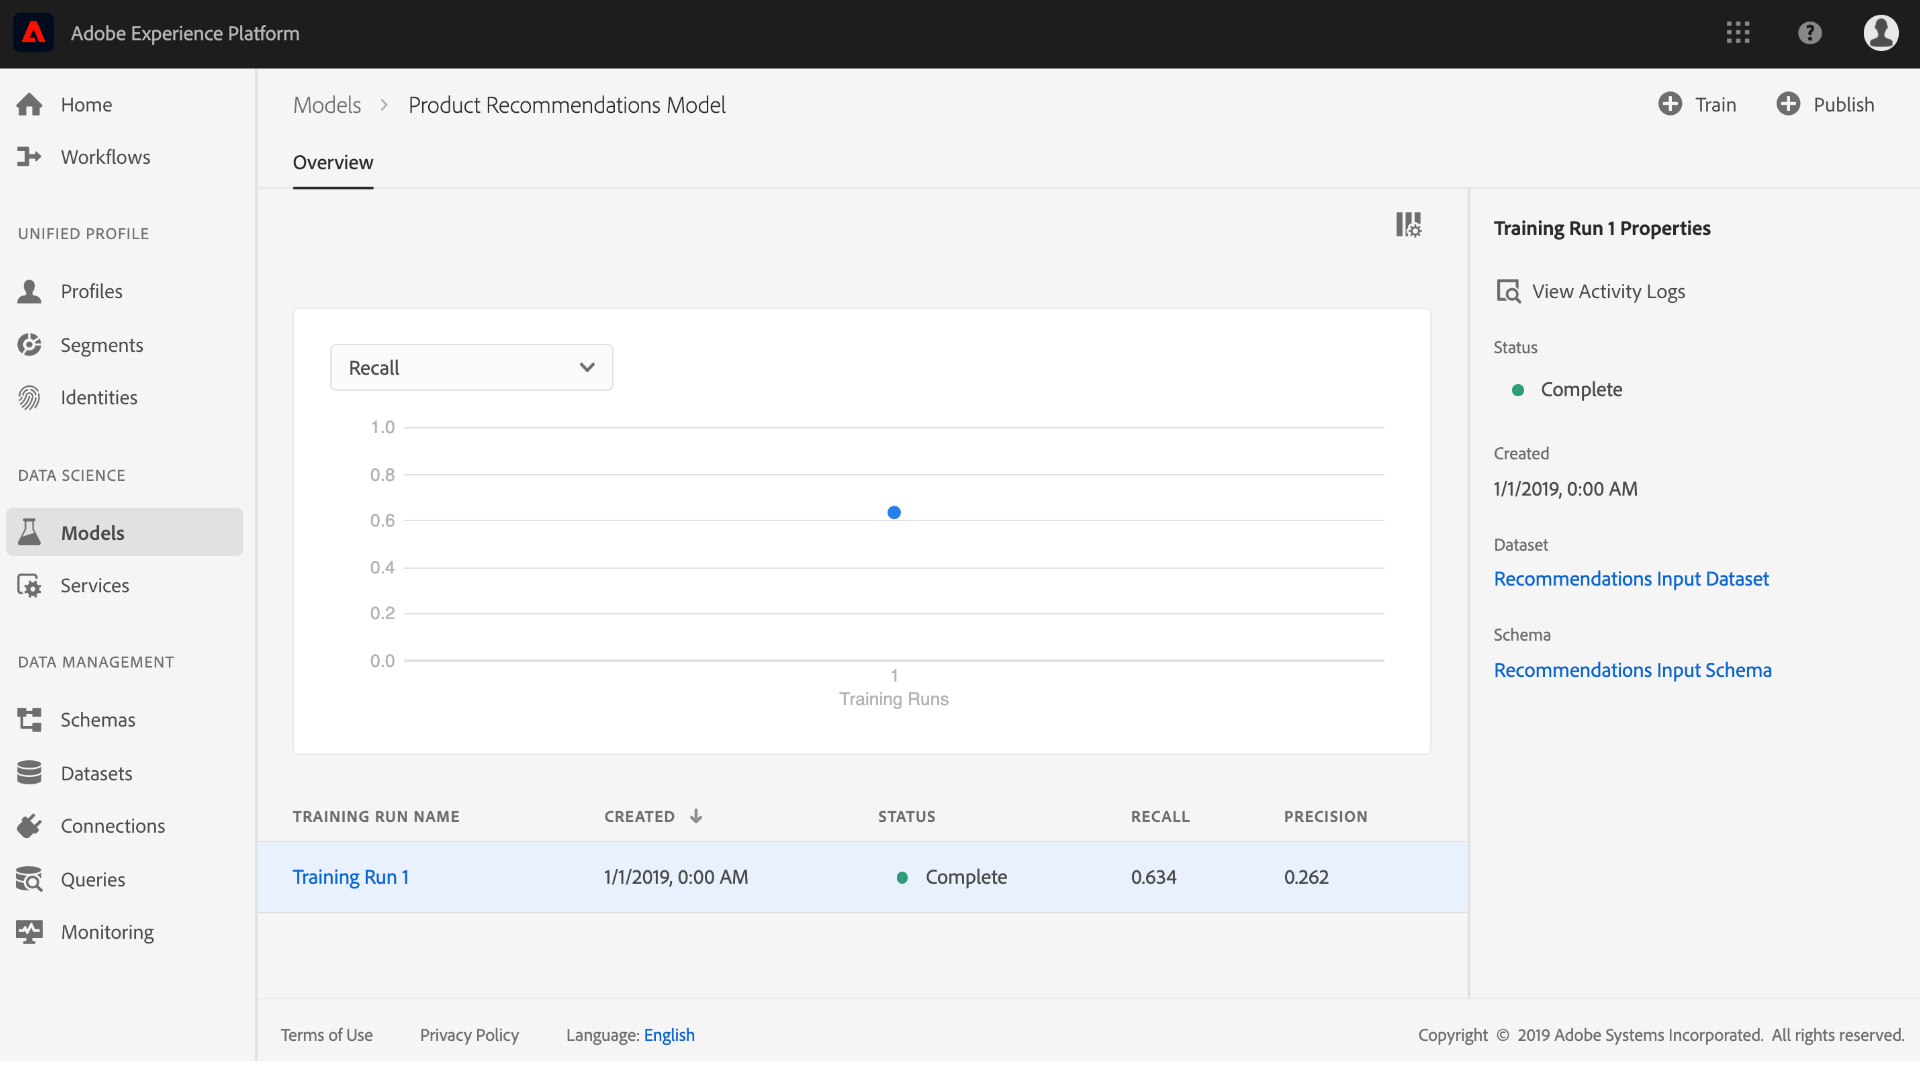 Adobe Experience Platform
Home
Workflows
UNIFIED PROFILE
Profiles
Segments
Identities
DATA SCIENCE
Models
Services
DATA MANAGEMENT
Schemas
Datasets
Connections
Queries
Monitoring
Models > Product Recommendations Model
Train
Publish
Overview
Recall
1.0
0.8
0.6
0.4
0.2
0.0
1
Training Runs
TRAINING RUN NAME CREATED ↓ STATUS RECALL PRECISION
Training Run 1 1/1/2019, 0:00 AM Complete 0.634 0.262
Training Run 1 Properties
View Activity Logs
Status
Complete
Created
1/1/2019, 0:00 AM
Dataset
Recommendations Input Dataset
Schema
Recommendations Input Schema
Terms of Use Privacy Policy Language: English Copyright © 2019 Adobe Systems Incorporated. All rights reserved.